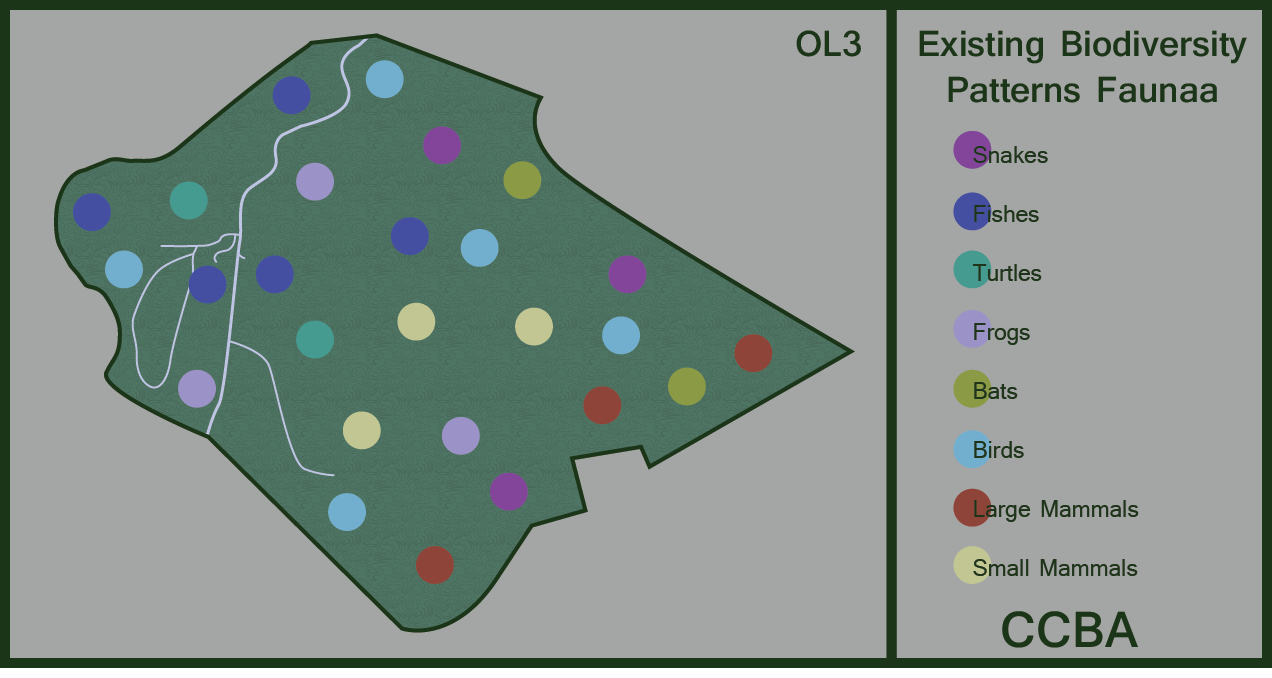 OL3
Existing Biodiversity
Patterns Faunaa
Snakes
Fishes
Turtles
Frogs
Bats
Birds
Large Mammals
Small Mammals
CCBA